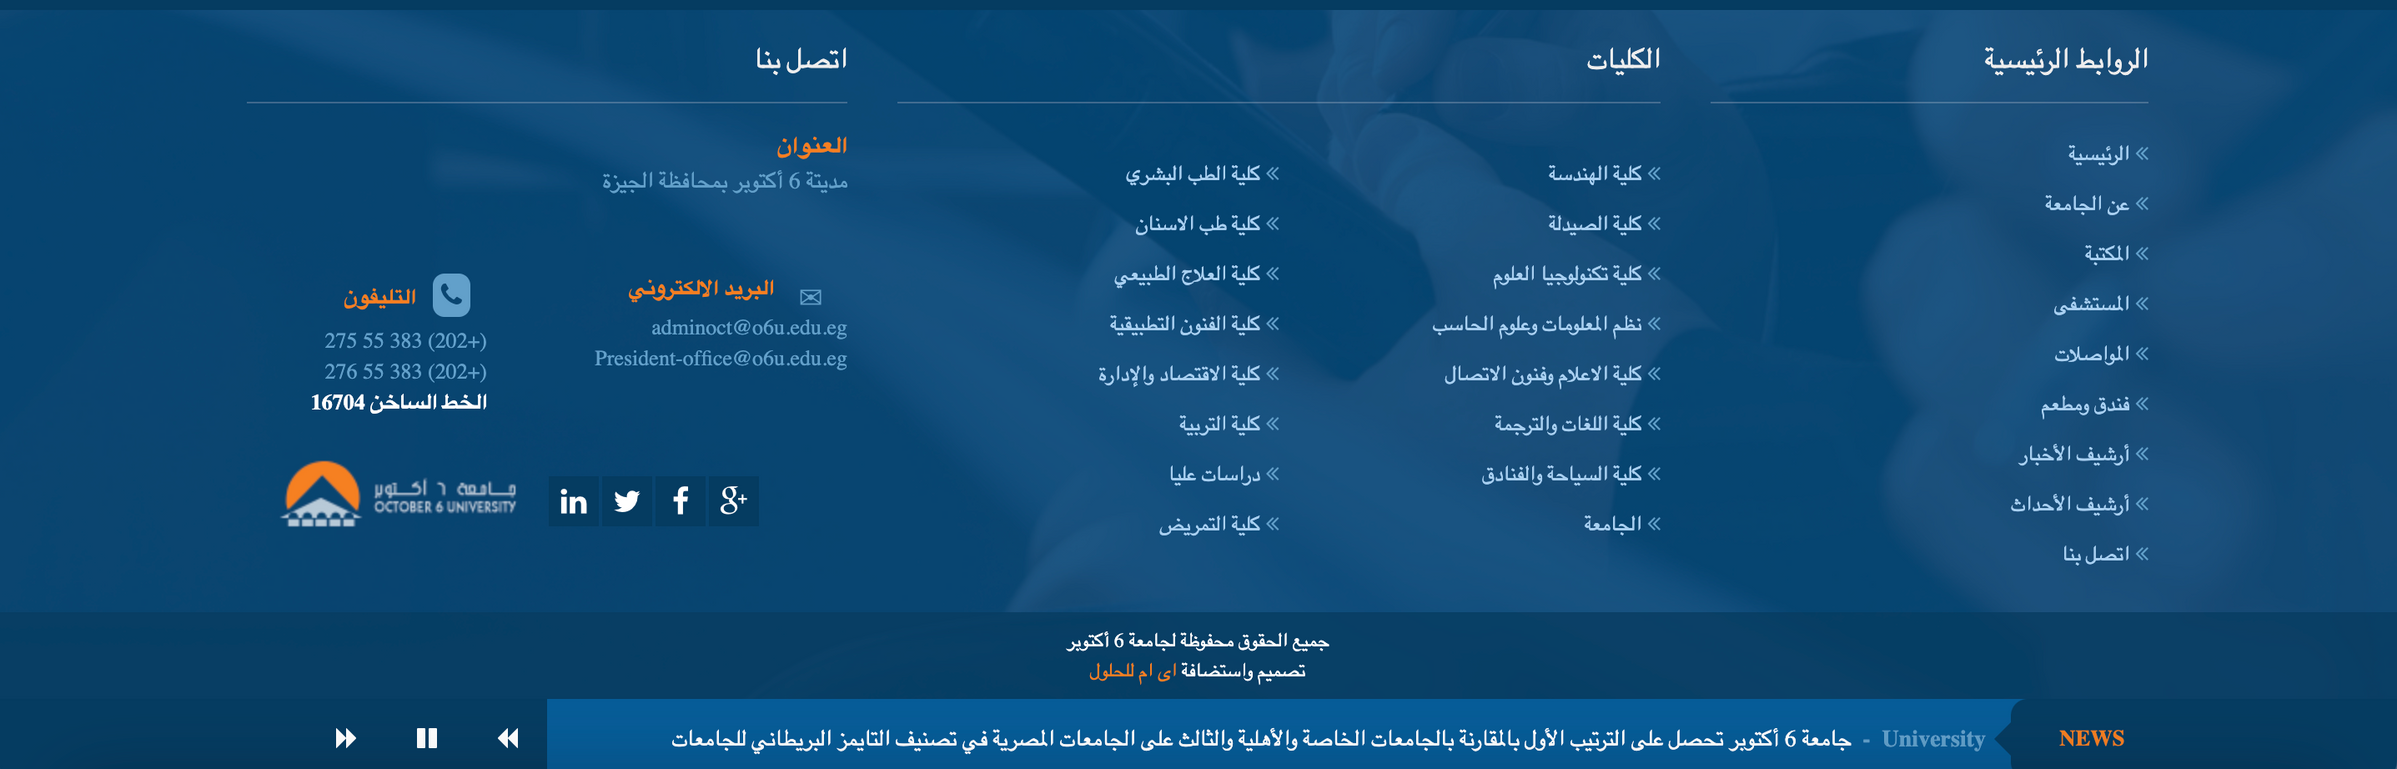 الروابط الرئيسية
الرئيسية
عن الجامعة
المكتبة
المستشفى
المواصلات
فندق ومطعم
أرشيف الأخبار
أرشيف الأحداث
اتصل بنا
الكليات
كلية الهندسة
كلية الصيدلة
كلية تكنولوجيا العلوم
نظم المعلومات وعلوم الحاسب
كلية الاعلام وفنون الاتصال
كلية اللغات والترجمة
كلية السياحة والفنادق
الجامعة
كلية الطب البشري
كلية طب الاسنان
كلية العلاج الطبيعي
كلية الفنون التطبيقية
كلية الاقتصاد والإدارة
كلية التربية
دراسات عليا
كلية التمريض
اتصل بنا
العنوان
مديتة 6 أكتوبر بمحافظة الجيزة
البريد الالكتروني
adminoct@o6u.edu.eg
President-office@o6u.edu.eg
التليفون
275 55 383 (202+)
276 55 383 (202+)
الخط الساخن 16704
جامعة ٦ أكتوبر
OCTOBER 6 UNIVERSITY
جميع الحقوق محفوظة لجامعة 6 أكتوبر
تصميم واستضافة اى ام للحلول
NEWS
University - جامعة 6 أكتوبر تحصل على الترتيب الأول بالمقارنة بالجامعات الخاصة والأهلية والثالث على الجامعات المصرية في تصنيف التايمز البريطاني للجامعات